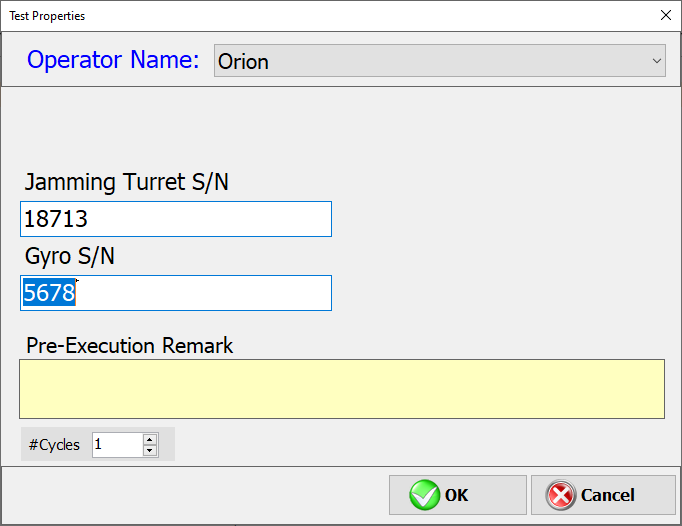 Test Properties
Operator Name: Orion
Jamming Turret S/N
18713
Gyro S/N
5678
Pre-Execution Remark
#Cycles 1
OK Cancel